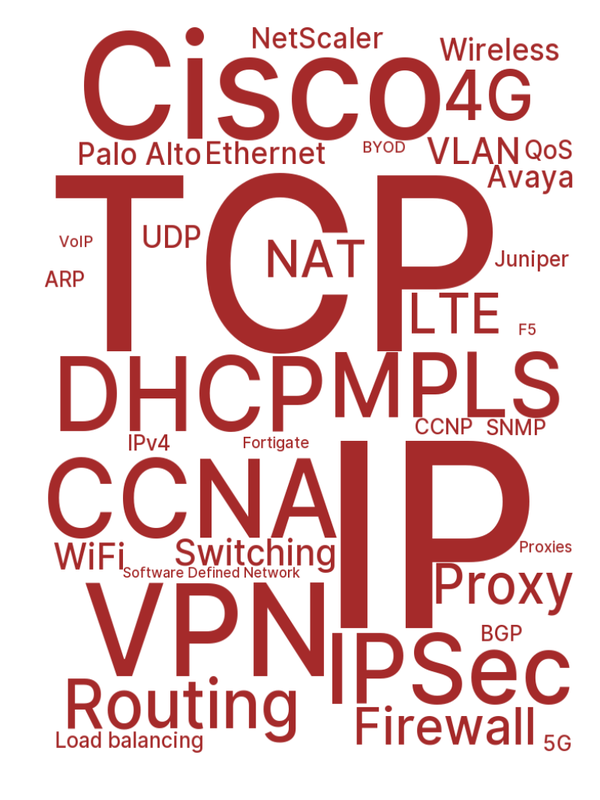 NetScaler
Cisco
Wireless
4G
Palo Alto
Ethernet
BYOD
VLAN
QoS
Avaya
TCP
VoIP
UDP
NAT
Juniper
ARP
LTE
F5
DHCP
MPLS
CCNP
SNMP
IPv4
Fortigate
CCNA
IP
WiFi
Switching
Proxies
Software Defined Network
Proxy
VPN
BGP
IPSec
Routing
Firewall
Load balancing
5G